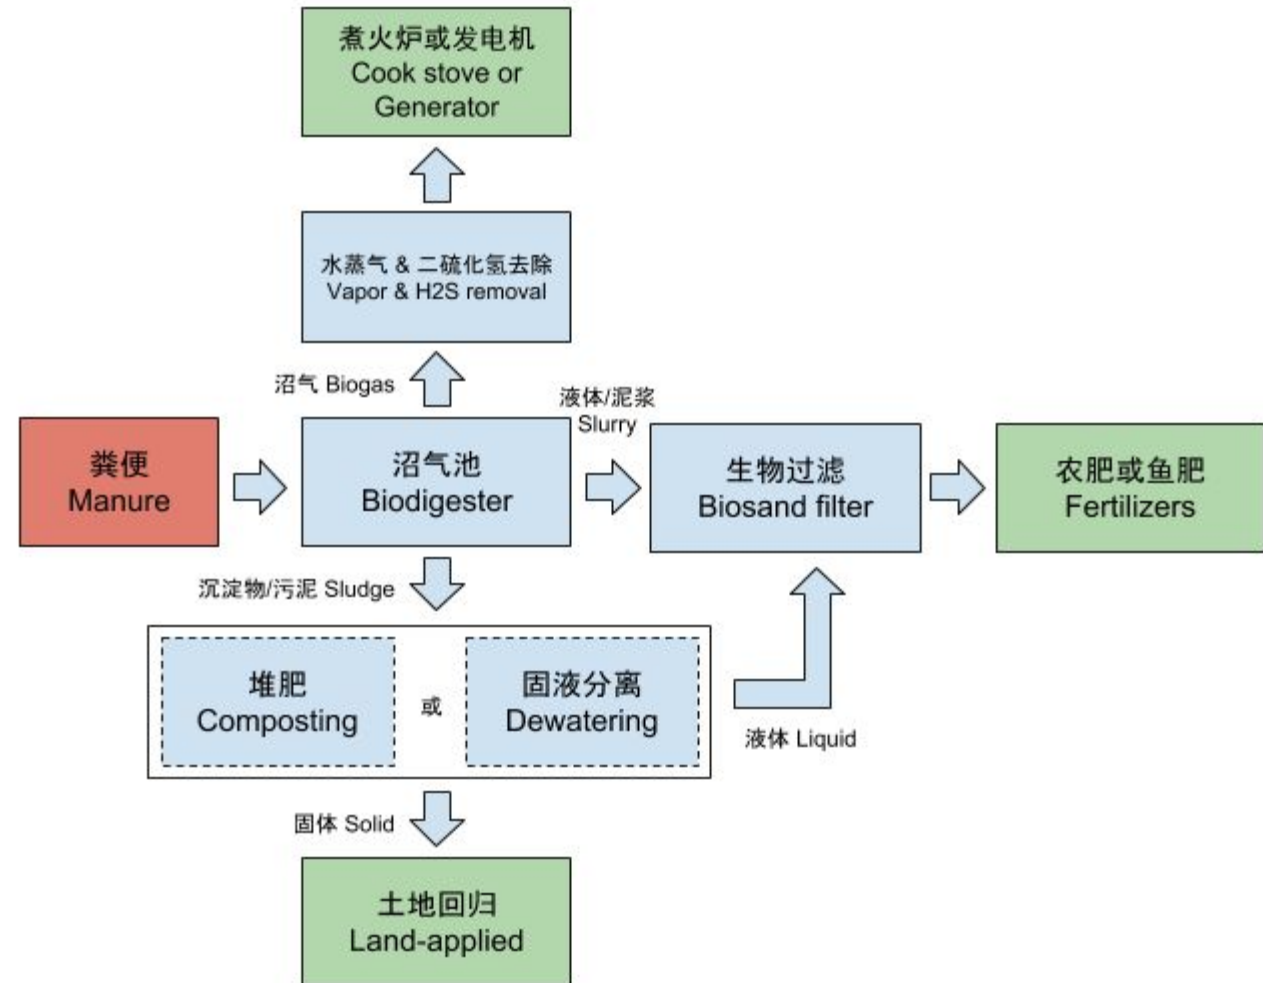 煮火炉或发电机
Cook stove or
Generator
水蒸气 & 二硫化氢去除
Vapor & H2S removal
沼气 Biogas
液体/泥浆
Slurry
粪便
Manure
沼气池
Biodigester
生物过滤
Biosand filter
农肥或鱼肥
Fertilizers
沉淀物/污泥 Sludge
堆肥
Composting
或
固液分离
Dewatering
液体 Liquid
固体 Solid
土地回归
Land-applied